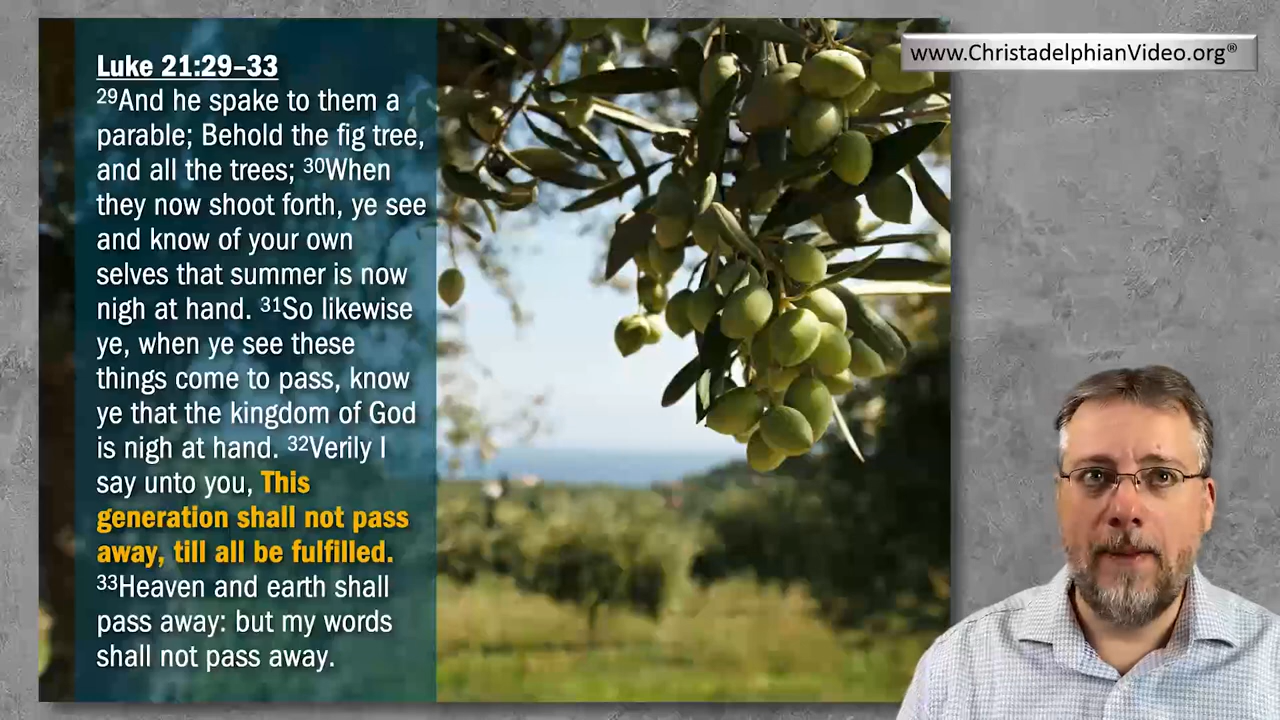 Luke 21:29–33
²⁹And he spake to them a
parable; Behold the fig tree,
and all the trees; ³⁰When
they now shoot forth, ye see
and know of your own
selves that summer is now
nigh at hand. ³¹So likewise
ye, when ye see these
things come to pass, know
ye that the kingdom of God
is nigh at hand. ³²Verily I
say unto you, This
generation shall not pass
away, till all be fulfilled.
³³Heaven and earth shall
pass away: but my words
shall not pass away.
www.ChristadelphianVideo.org®